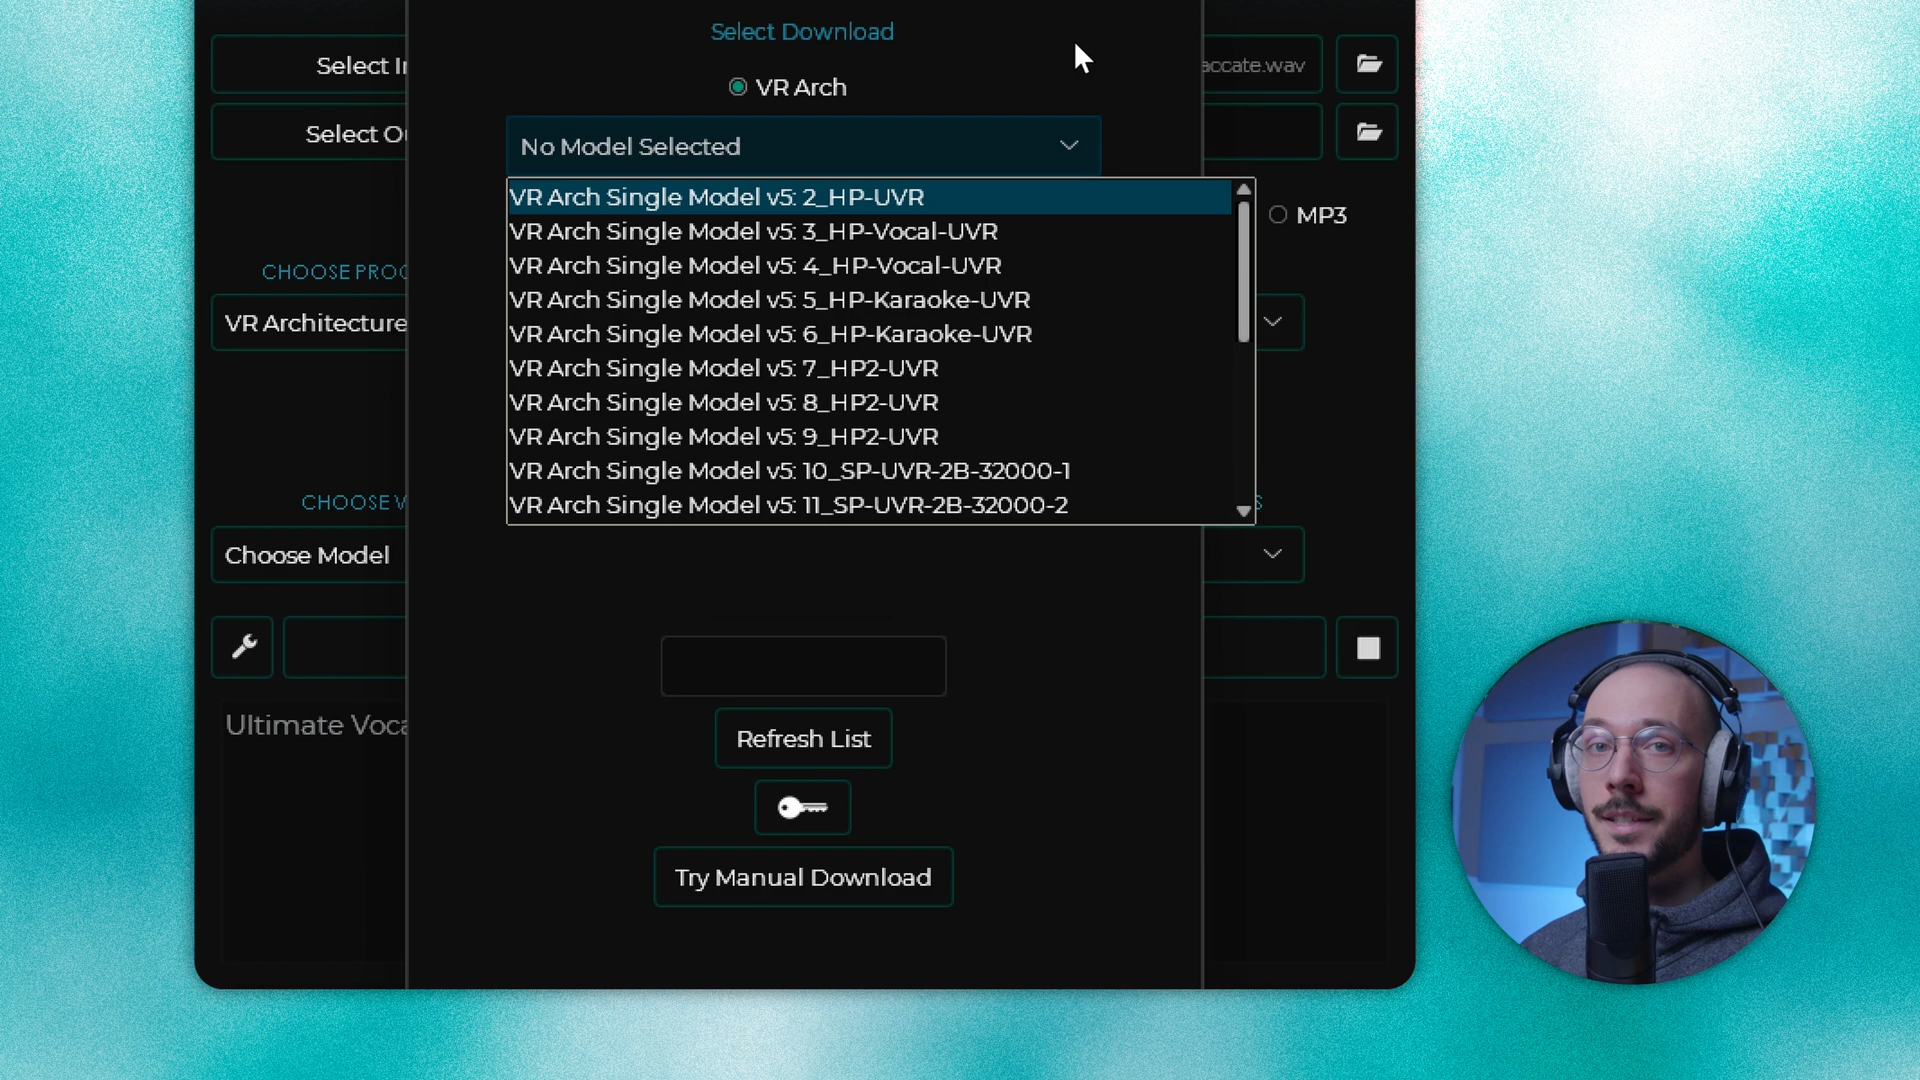 Select Download
Select I
VR Arch
accate.wav
Select O
No Model Selected
VR Arch Single Model v5: 2_HP-UVR
MP3
VR Arch Single Model v5: 3_HP-Vocal-UVR
VR Arch Single Model v5: 4_HP-Vocal-UVR
CHOOSE PROC
VR Arch Single Model v5: 5_HP-Karaoke-UVR
VR Architecture
VR Arch Single Model v5: 6_HP-Karaoke-UVR
VR Arch Single Model v5: 7_HP2-UVR
VR Arch Single Model v5: 8_HP2-UVR
VR Arch Single Model v5: 9_HP2-UVR
VR Arch Single Model v5: 10_SP-UVR-2B-32000-1
CHOOSE V
VR Arch Single Model v5: 11_SP-UVR-2B-32000-2
S
Choose Model
Ultimate Voca
Refresh List
Try Manual Download